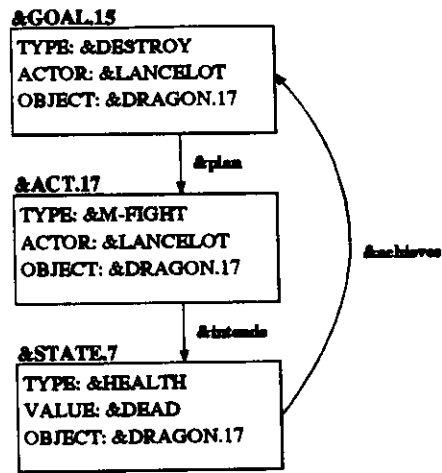 &GOAL.15
TYPE: &DESTROY
ACTOR: &LANCELOT
OBJECT: &DRAGON.17
&plan
&ACT.17
TYPE: &M-FIGHT
ACTOR: &LANCELOT
OBJECT: &DRAGON.17
&achieves
&intends
&STATE.7
TYPE: &HEALTH
VALUE: &DEAD
OBJECT: &DRAGON.17